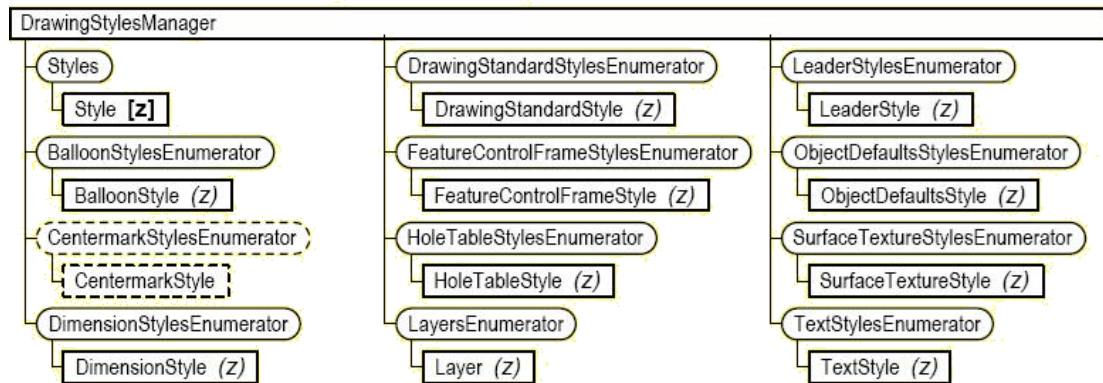 DrawingStylesManager
Styles
Style [z]
BalloonStylesEnumerator
BalloonStyle (z)
CentermarkStylesEnumerator
CentermarkStyle
DimensionStylesEnumerator
DimensionStyle (z)
DrawingStandardStylesEnumerator
DrawingStandardStyle (z)
FeatureControlFrameStylesEnumerator
FeatureControlFrameStyle (z)
HoleTableStylesEnumerator
HoleTableStyle (z)
LayersEnumerator
Layer (z)
LeaderStylesEnumerator
LeaderStyle (z)
ObjectDefaultsStylesEnumerator
ObjectDefaultsStyle (z)
SurfaceTextureStylesEnumerator
SurfaceTextureStyle (z)
TextStylesEnumerator
TextStyle (z)